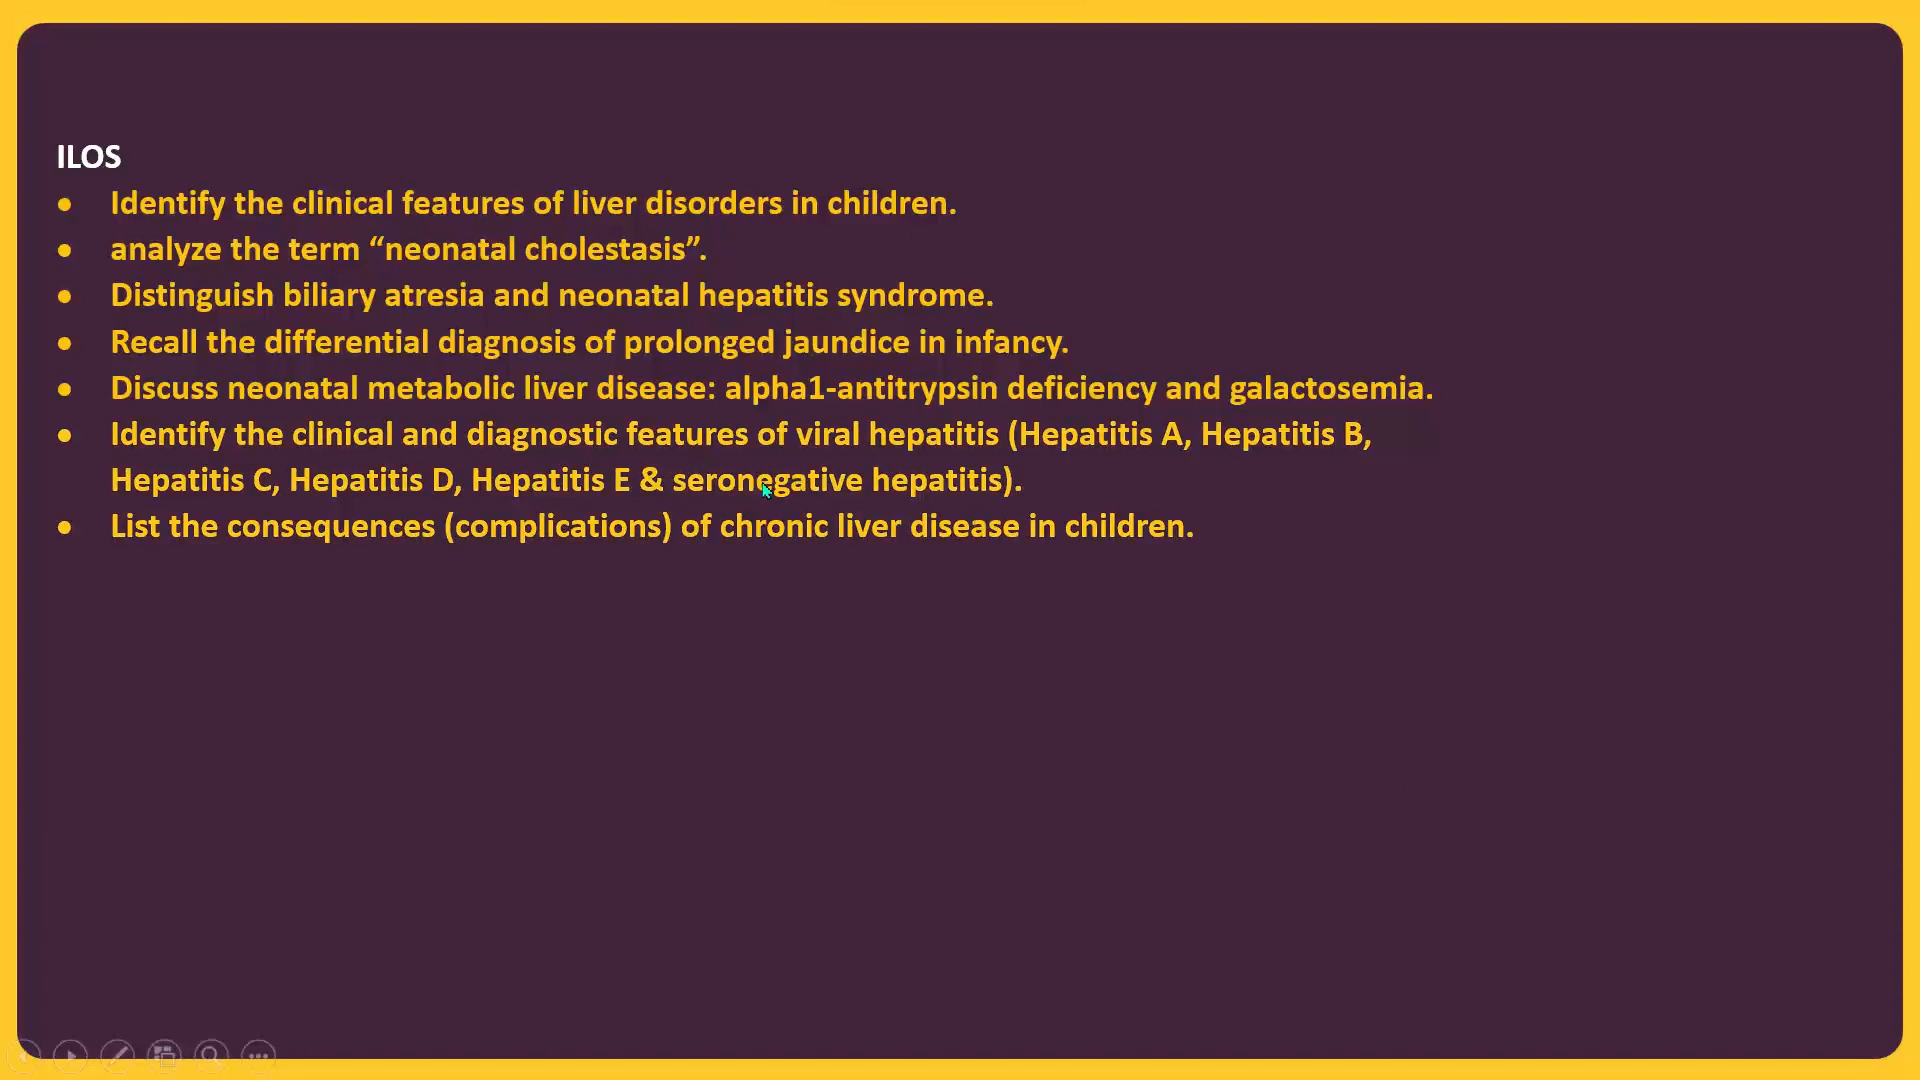 ILOS
● Identify the clinical features of liver disorders in children.
● analyze the term “neonatal cholestasis”.
● Distinguish biliary atresia and neonatal hepatitis syndrome.
● Recall the differential diagnosis of prolonged jaundice in infancy.
● Discuss neonatal metabolic liver disease: alpha1-antitrypsin deficiency and galactosemia.
● Identify the clinical and diagnostic features of viral hepatitis (Hepatitis A, Hepatitis B,
Hepatitis C, Hepatitis D, Hepatitis E & seronegative hepatitis).
● List the consequences (complications) of chronic liver disease in children.